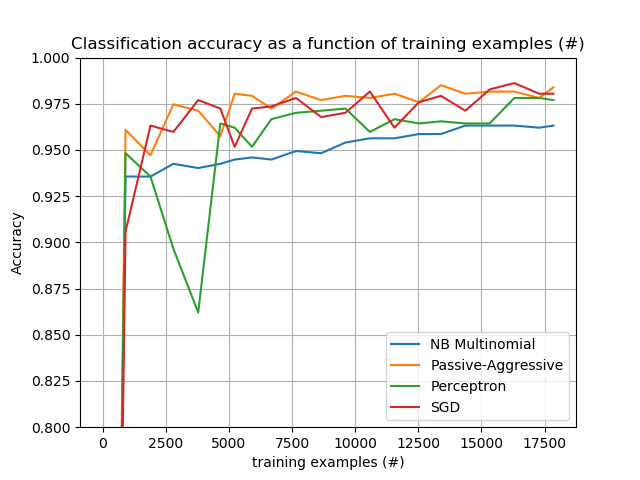 Classification accuracy as a function of training examples (#)
1.000
0.975
0.950
0.925
0.900
0.875
0.850
0.825
0.800
Accuracy
0
2500
5000
7500
10000
12500
15000
17500
training examples (#)
NB Multinomial
Passive-Aggressive
Perceptron
SGD